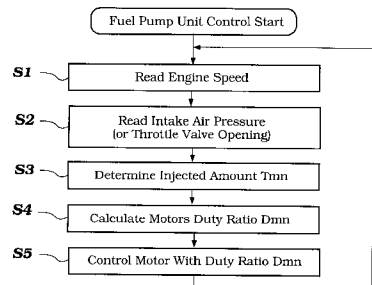 Fuel Pump Unit Control Start
S1
Read Engine Speed
S2
Read Intake Air Pressure
(or Throttle Valve Opening)
S3
Determine Injected Amount Tmn
S4
Calculate Motors Duty Ratio Dmn
S5
Control Motor With Duty Ratio Dmn